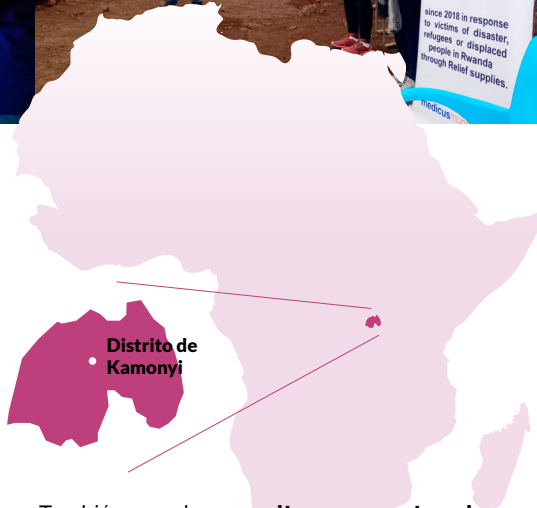 since 2018 in response
to victims of disaster,
refugees or displaced
people in Rwanda
through Relief supplies.
medicusmun
Distrito de
Kamonyi